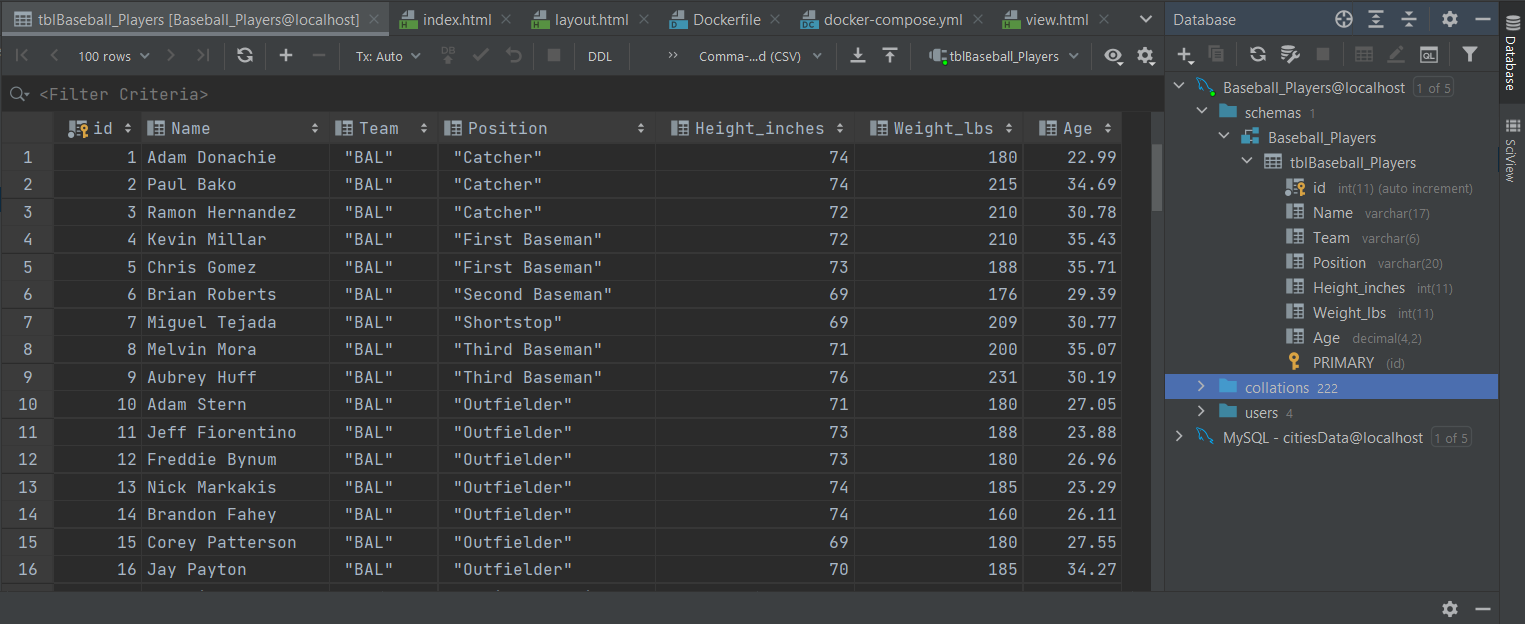 tblBaseball_Players [Baseball_Players@localhost] index.html layout.html Dockerfile docker-compose.yml view.html Database
100 rows Tx: Auto DB DDL » Comma-...d (CSV) tblBaseball_Players QL
<Filter Criteria>
id Name Team Position Height_inches Weight_lbs Age
1 1 Adam Donachie "BAL" "Catcher" 74 180 22.99
2 2 Paul Bako "BAL" "Catcher" 74 215 34.69
3 3 Ramon Hernandez "BAL" "Catcher" 72 210 30.78
4 4 Kevin Millar "BAL" "First Baseman" 72 210 35.43
5 5 Chris Gomez "BAL" "First Baseman" 73 188 35.71
6 6 Brian Roberts "BAL" "Second Baseman" 69 176 29.39
7 7 Miguel Tejada "BAL" "Shortstop" 69 209 30.77
8 8 Melvin Mora "BAL" "Third Baseman" 71 200 35.07
9 9 Aubrey Huff "BAL" "Third Baseman" 76 231 30.19
10 10 Adam Stern "BAL" "Outfielder" 71 180 27.05
11 11 Jeff Fiorentino "BAL" "Outfielder" 73 188 23.88
12 12 Freddie Bynum "BAL" "Outfielder" 73 180 26.96
13 13 Nick Markakis "BAL" "Outfielder" 74 185 23.29
14 14 Brandon Fahey "BAL" "Outfielder" 74 160 26.11
15 15 Corey Patterson "BAL" "Outfielder" 69 180 27.55
16 16 Jay Payton "BAL" "Outfielder" 70 185 34.27
Baseball_Players@localhost 1 of 5
schemas 1
Baseball_Players
tblBaseball_Players
id int(11) (auto increment)
Name varchar(17)
Team varchar(6)
Position varchar(20)
Height_inches int(11)
Weight_lbs int(11)
Age decimal(4,2)
PRIMARY (id)
collations 222
users 4
MySQL - citiesData@localhost 1 of 5
Database
SciView